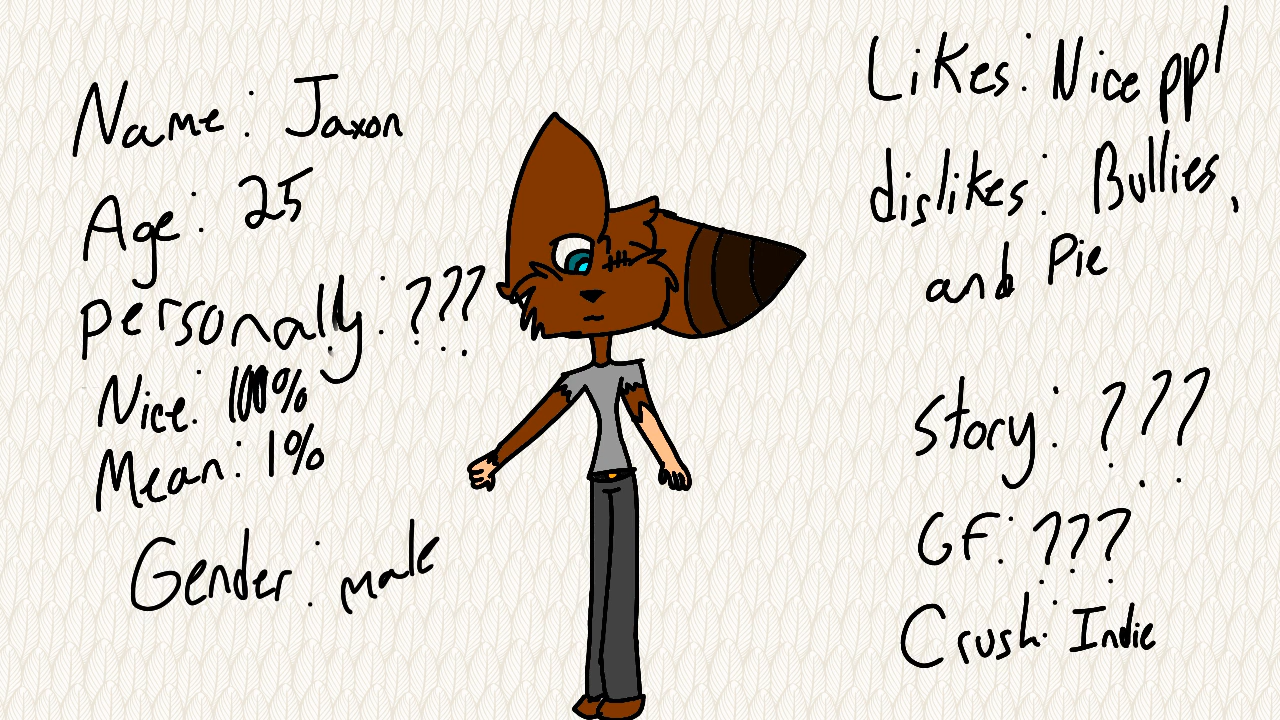 Name: Jaxon
Age: 25
personally: ???
Nice: 100%
Mean: 1%
Gender: male
Likes: Nice ppl
dislikes: Bullies,
and Pie
story: ???
GF: ???
Crush: Indie